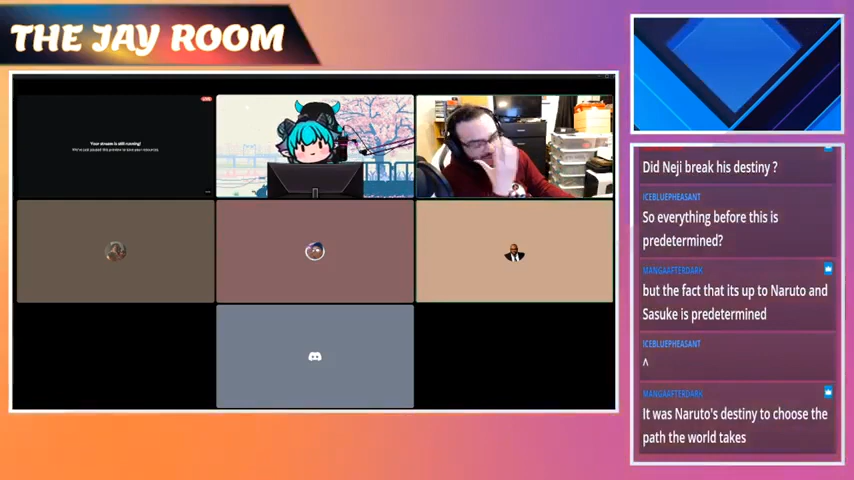 THE JAY ROOM
LIVE
Your stream is still running!
We've just paused the preview to save your resources.
Did Neji break his destiny ?
ICEBLUEPHEASANT
So everything before this is
predetermined?
MANGAAFTERDARK
but the fact that its up to Naruto and
Sasuke is predetermined
ICEBLUEPHEASANT
^
MANGAAFTERDARK
It was Naruto's destiny to choose the
path the world takes